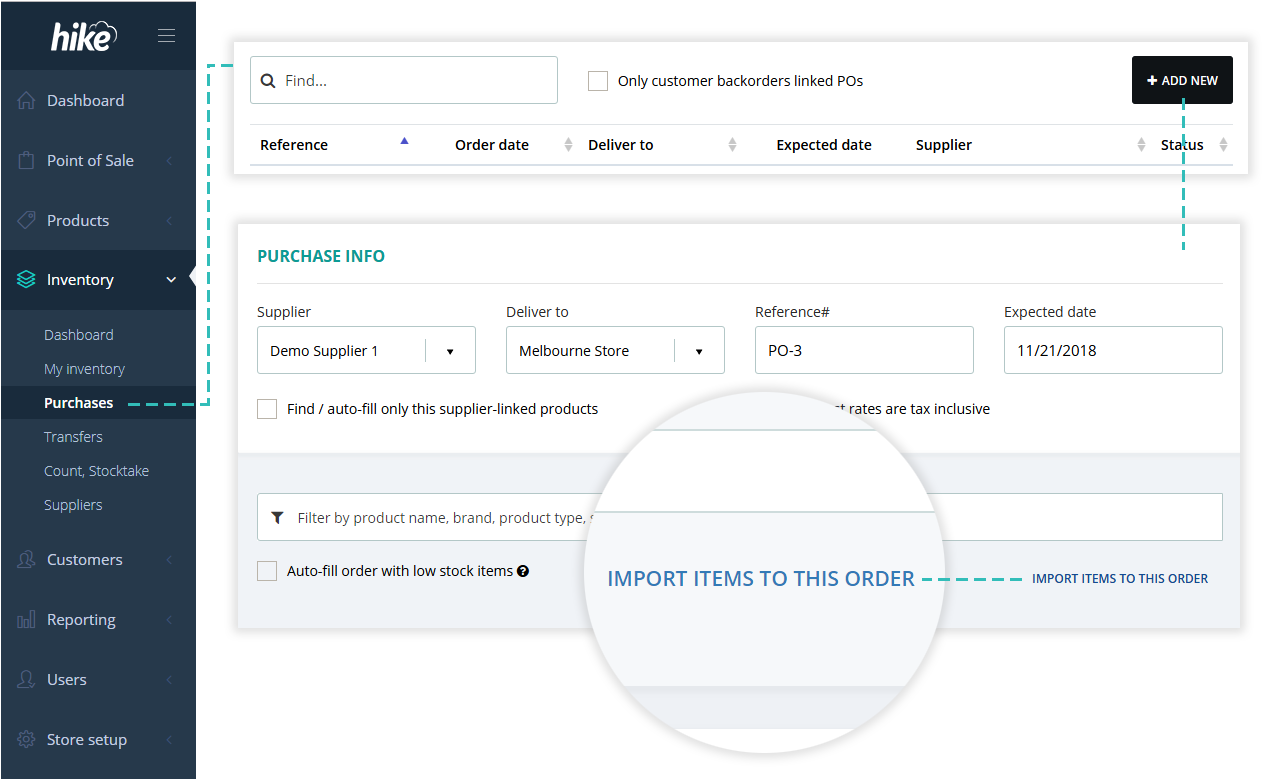 hike
Dashboard
Point of Sale
Products
Inventory
Dashboard
My inventory
Purchases
Transfers
Count, Stocktake
Suppliers
Customers
Reporting
Users
Store setup
Find... Only customer backorders linked POs + ADD NEW
Reference Order date Deliver to Expected date Supplier Status
PURCHASE INFO
Supplier Deliver to Reference# Expected date
Demo Supplier 1 Melbourne Store PO-3 11/21/2018
Find / auto-fill only this supplier-linked products rates are tax inclusive
Filter by product name, brand, product type,
Auto-fill order with low stock items
IMPORT ITEMS TO THIS ORDER IMPORT ITEMS TO THIS ORDER